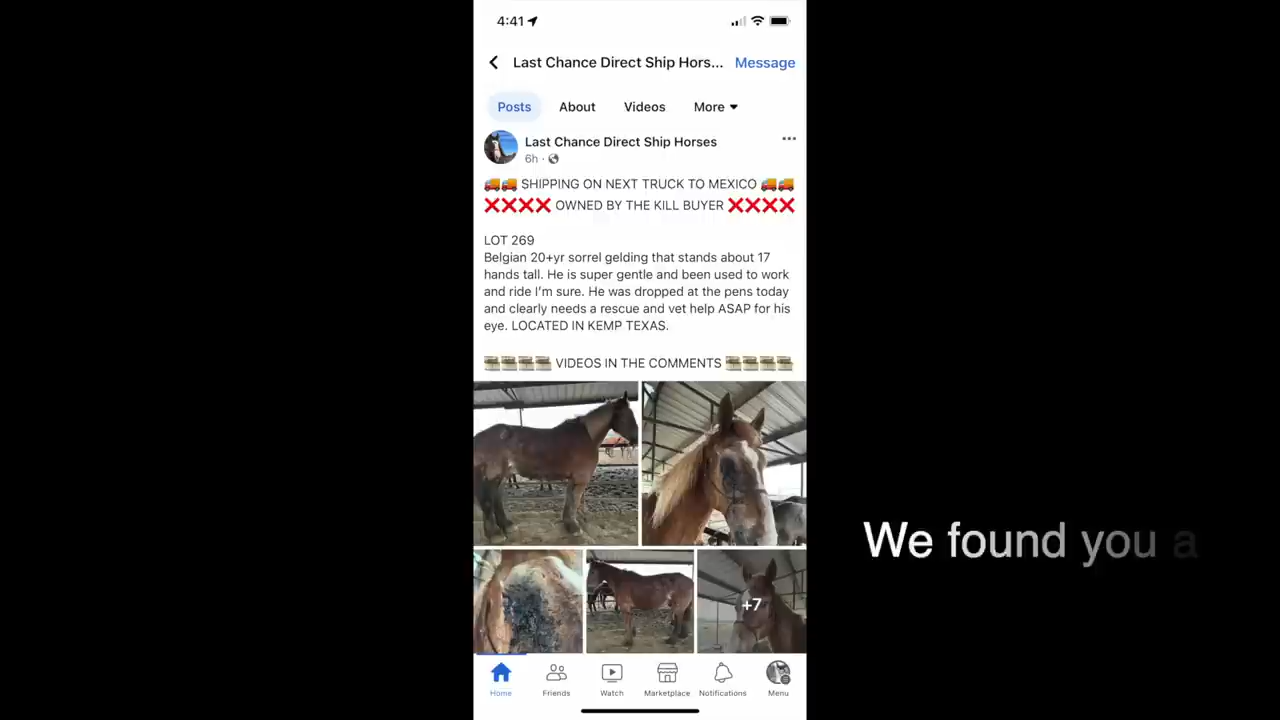 4:41
Last Chance Direct Ship Hors... Message
Posts About Videos More
Last Chance Direct Ship Horses
6h ·
🚚🚚 SHIPPING ON NEXT TRUCK TO MEXICO 🚚🚚
❌❌❌❌ OWNED BY THE KILL BUYER ❌❌❌❌
LOT 269
Belgian 20+yr sorrel gelding that stands about 17
hands tall. He is super gentle and been used to work
and ride I'm sure. He was dropped at the pens today
and clearly needs a rescue and vet help ASAP for his
eye. LOCATED IN KEMP TEXAS.
VIDEOS IN THE COMMENTS
+7
Home Friends Watch Marketplace Notifications Menu
We found you a